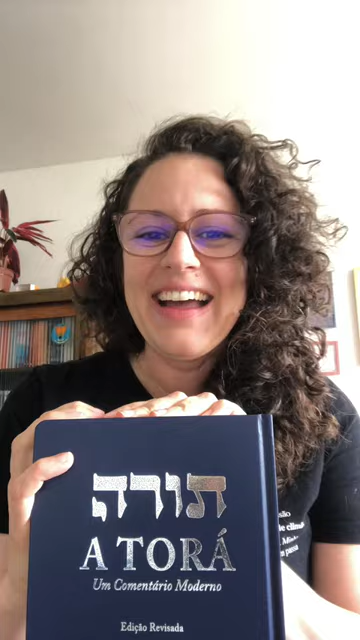 תורה
A TORÁ
Um Comentário Moderno
Edição Revisada